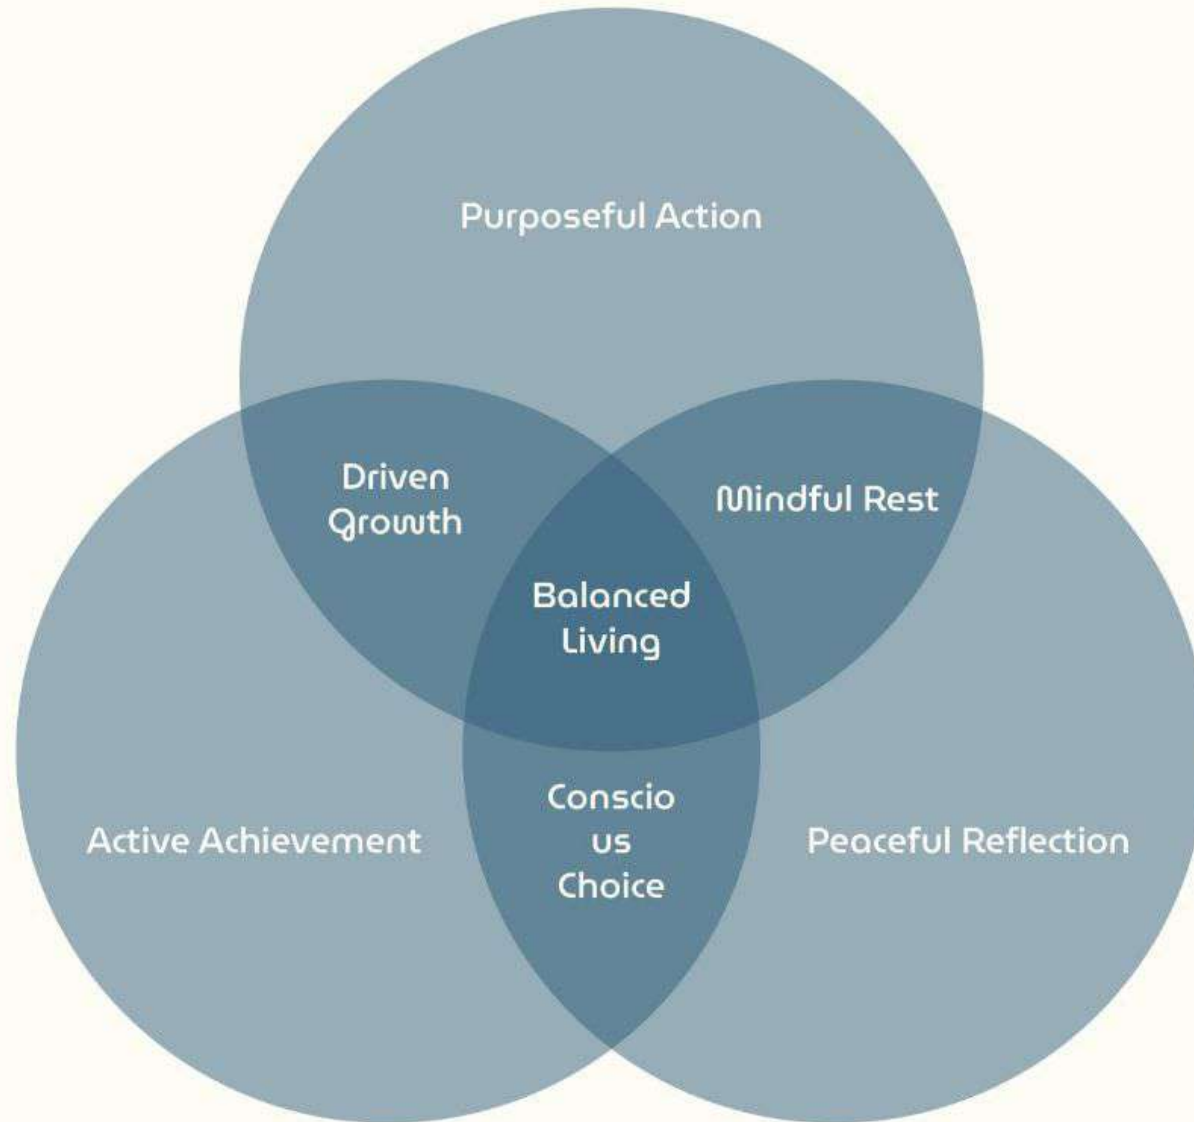 Purposeful Action
Driven
Growth
Mindful Rest
Balanced
Living
Active Achievement
Conscio
us
Choice
Peaceful Reflection